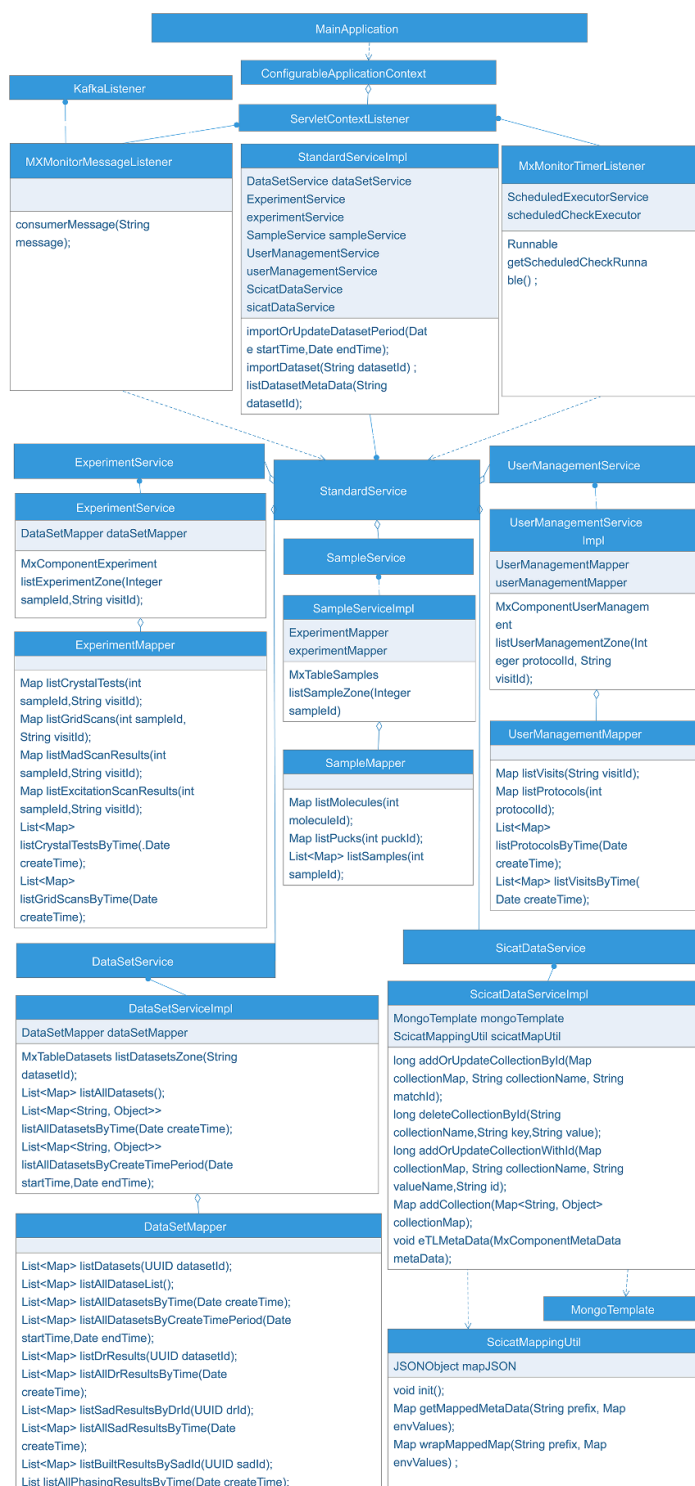 MainApplication
ConfigurableApplicationContext
KafkaListener
ServletContextListener
MXMonitorMessageListener
consumerMessage(String
message);
StandardServiceImpl
DataSetService dataSetService
ExperimentService
experimentService
SampleService sampleService
UserManagementService
userManagementService
ScicatDataService
sicatDataService
importOrUpdateDatasetPeriod(Dat
e startTime,Date endTime);
importDataset(String datasetId) ;
listDatasetMetaData(String
datasetId);
MxMonitorTimerListener
ScheduledExecutorService
scheduledCheckExecutor
Runnable
getScheduledCheckRunna
ble() ;
ExperimentService
ExperimentService
DataSetMapper dataSetMapper
MxComponentExperiment
listExperimentZone(Integer
sampleId,String visitId);
ExperimentMapper
Map listCrystalTests(int
sampleId,String visitId);
Map listGridScans(int sampleId,
String visitId);
Map listMadScanResults(int
sampleId,String visitId);
Map listExcitationScanResults(int
sampleId,String visitId);
List<Map>
listCrystalTestsByTime(.Date
createTime);
List<Map>
listGridScansByTime(Date
createTime);
StandardService
SampleService
SampleServiceImpl
ExperimentMapper
experimentMapper
MxTableSamples
listSampleZone(Integer
sampleId)
SampleMapper
Map listMolecules(int
moleculeId);
Map listPucks(int puckId);
List<Map> listSamples(int
sampleId);
UserManagementService
UserManagementService
Impl
UserManagementMapper
userManagementMapper
MxComponentUserManagem
ent
listUserManagementZone(Int
eger protocolId, String
visitId);
UserManagementMapper
Map listVisits(String visitId);
Map listProtocols(int
protocolId);
List<Map>
listProtocolsByTime(Date
createTime);
List<Map> listVisitsByTime(
Date createTime);
DataSetService
DataSetServiceImpl
DataSetMapper dataSetMapper
MxTableDatasets listDatasetsZone(String
datasetId);
List<Map> listAllDatasets();
List<Map<String, Object>>
listAllDatasetsByTime(Date createTime);
List<Map<String, Object>>
listAllDatasetsByCreateTimePeriod(Date
startTime,Date endTime);
DataSetMapper
List<Map> listDatasets(UUID datasetId);
List<Map> listAllDataseList();
List<Map> listAllDatasetsByTime(Date createTime);
List<Map> listAllDatasetsByCreateTimePeriod(Date
startTime,Date endTime);
List<Map> listDrResults(UUID datasetId);
List<Map> listAllDrResultsByTime(Date
createTime);
List<Map> listSadResultsByDrId(UUID drId);
List<Map> listAllSadResultsByTime(Date
createTime);
List<Map> listBuiltResultsBySadId(UUID sadId);
List listAllPhasingResultsByTime(Date createTime);
SicatDataService
ScicatDataServiceImpl
MongoTemplate mongoTemplate
ScicatMappingUtil scicatMapUtil
long addOrUpdateCollectionById(Map
collectionMap, String collectionName, String
matchId);
long deleteCollectionById(String
collectionName,String key,String value);
long addOrUpdateCollectionWithId(Map
collectionMap, String collectionName, String
valueName,String id);
Map addCollection(Map<String, Object>
collectionMap);
void eTLMetaData(MxComponentMetaData
metaData);
MongoTemplate
ScicatMappingUtil
JSONObject mapJSON
void init();
Map getMappedMetaData(String prefix, Map
envValues);
Map wrapMappedMap(String prefix, Map
envValues) ;